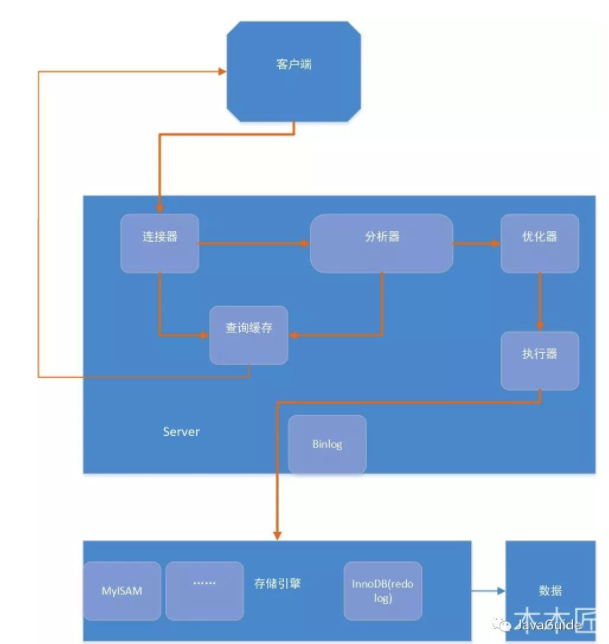 客户端
连接器
分析器
优化器
查询缓存
执行器
Server
Binlog
MyISAM
……
存储引擎
InnoDB(redo
log)
数据
JavaGuide
木木匠